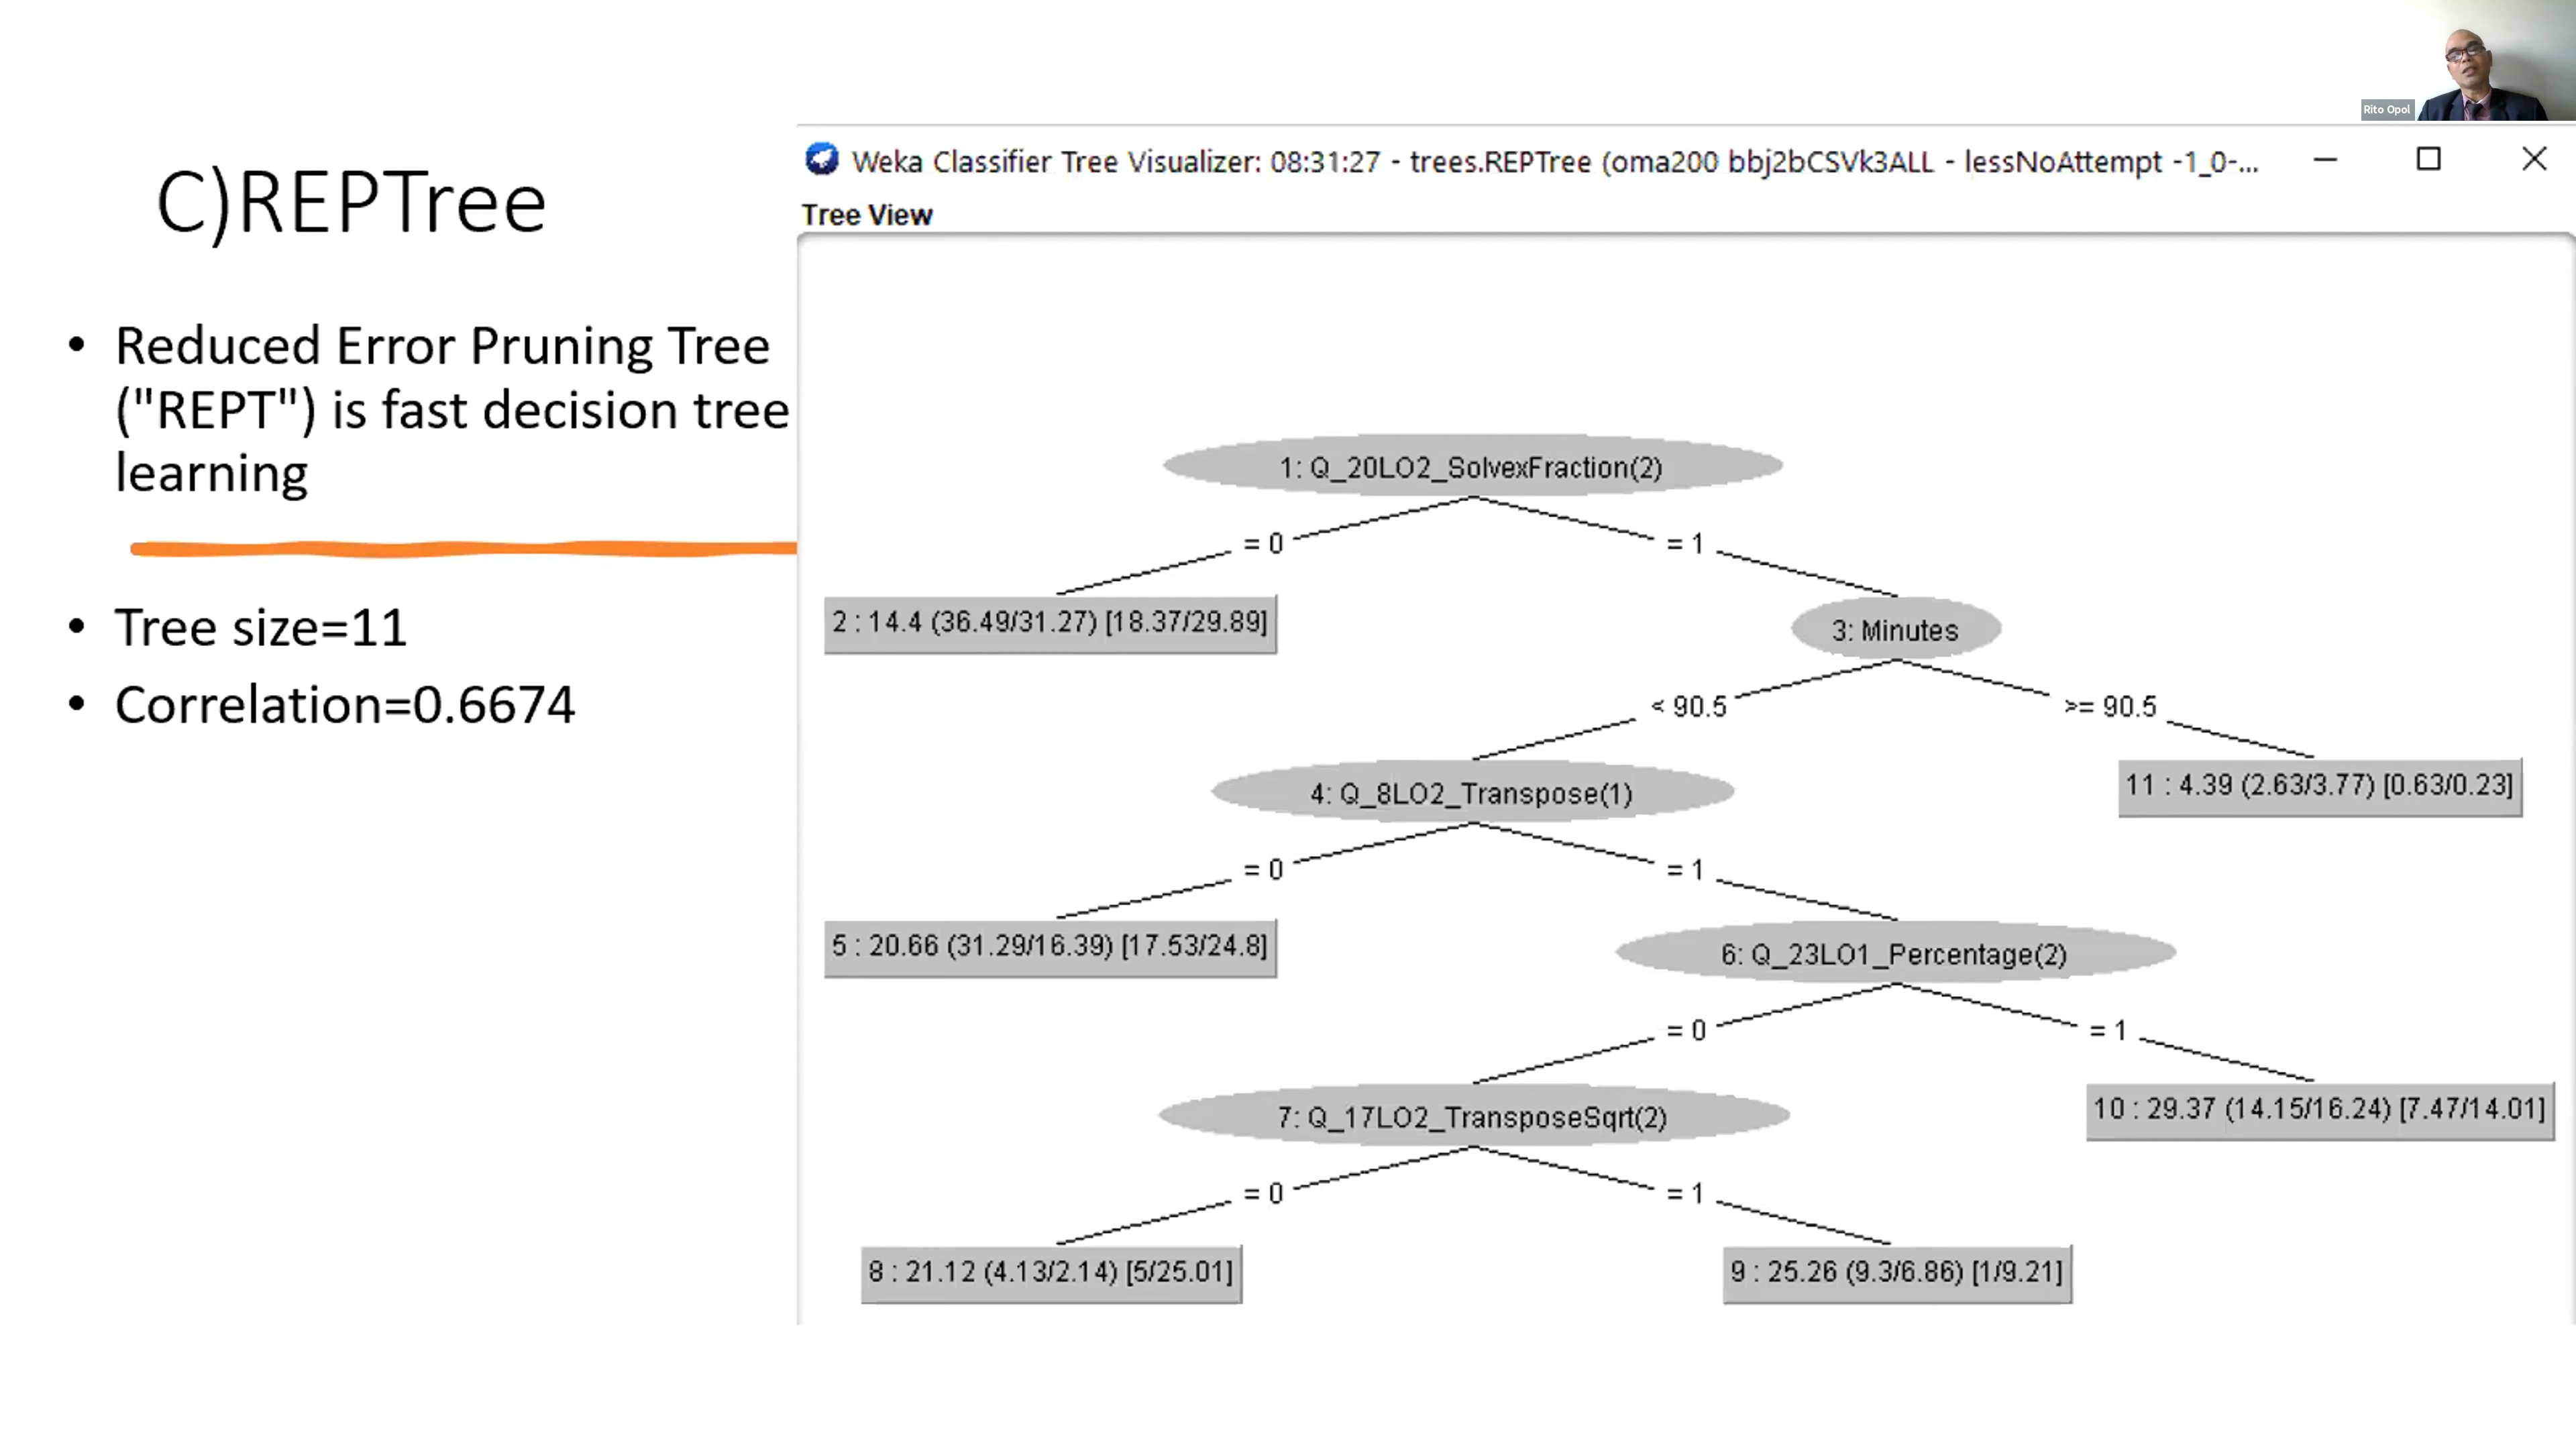 Rito Opol
C)REPTree
• Reduced Error Pruning Tree
("REPT") is fast decision tree
learning
• Tree size=11
• Correlation=0.6674
Weka Classifier Tree Visualizer: 08:31:27 - trees.REPTree (oma200 bbj2bCSVk3ALL - lessNoAttempt -1_0-...
Tree View
1: Q_20LO2_SolvexFraction(2)
= 0
= 1
2 : 14.4 (36.49/31.27) [18.37/29.89]
3: Minutes
< 90.5
>= 90.5
4: Q_8LO2_Transpose(1)
11 : 4.39 (2.63/3.77) [0.63/0.23]
= 0
= 1
5 : 20.66 (31.29/16.39) [17.53/24.8]
6: Q_23LO1_Percentage(2)
= 0
= 1
7: Q_17LO2_TransposeSqrt(2)
10 : 29.37 (14.15/16.24) [7.47/14.01]
= 0
= 1
8 : 21.12 (4.13/2.14) [5/25.01]
9 : 25.26 (9.3/6.86) [1/9.21]